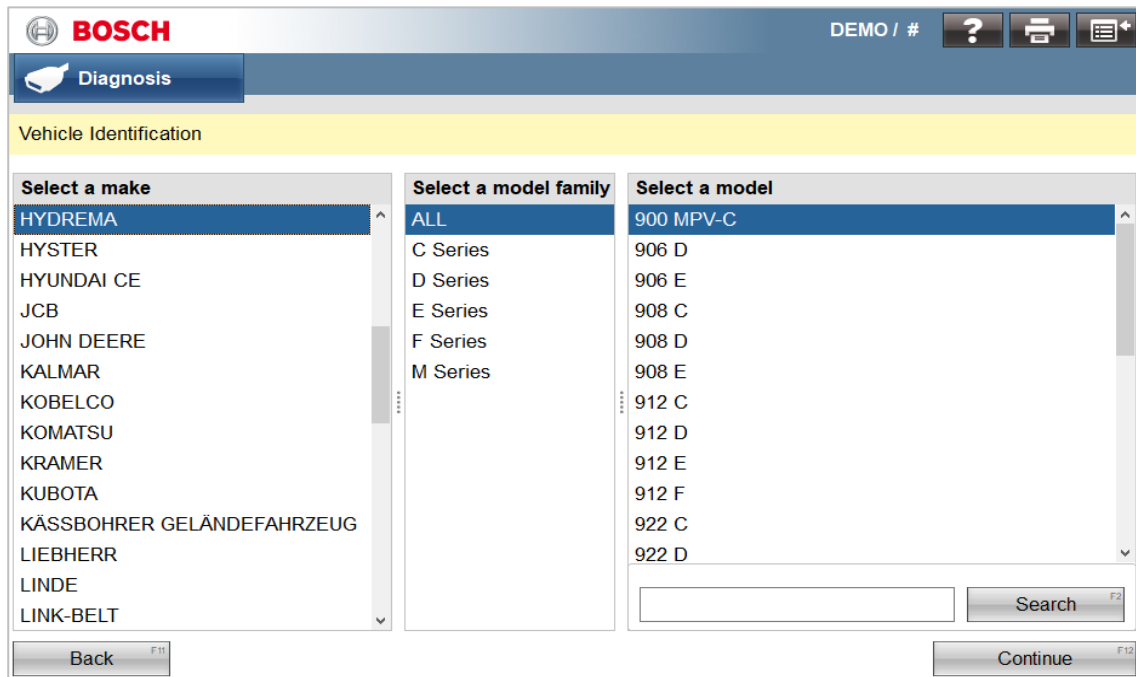 BOSCH
DEMO / #
?
Diagnosis
Vehicle Identification
Select a make
HYDREMA
HYSTER
HYUNDAI CE
JCB
JOHN DEERE
KALMAR
KOBELCO
KOMATSU
KRAMER
KUBOTA
KÄSSBOHRER GELÄNDEFAHRZEUG
LIEBHERR
LINDE
LINK-BELT
Select a model family
ALL
C Series
D Series
E Series
F Series
M Series
Select a model
900 MPV-C
906 D
906 E
908 C
908 D
908 E
912 C
912 D
912 E
912 F
922 C
922 D
Search F2
Back F11
Continue F12